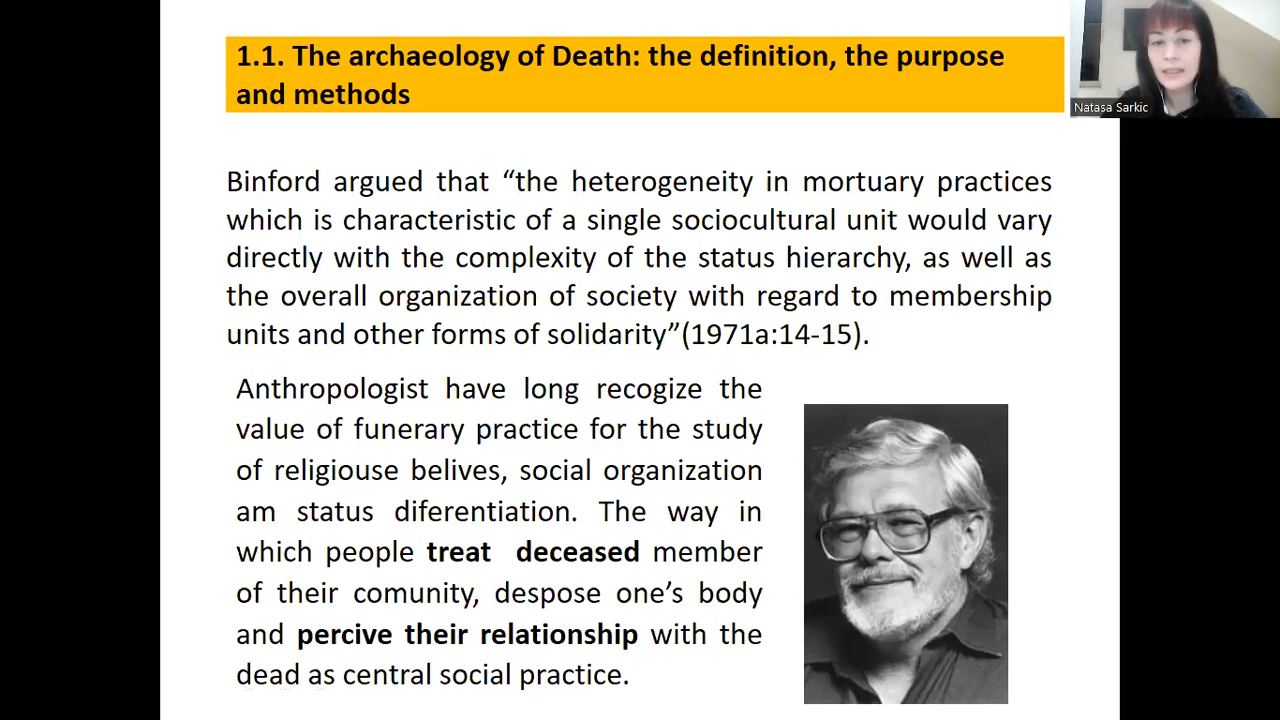 1.1. The archaeology of Death: the definition, the purpose
and methods
Natasa Sarkic
Binford argued that “the heterogeneity in mortuary practices
which is characteristic of a single sociocultural unit would vary
directly with the complexity of the status hierarchy, as well as
the overall organization of society with regard to membership
units and other forms of solidarity”(1971a:14-15).
Anthropologist have long recogize the
value of funerary practice for the study
of religiouse belives, social organization
am status diferentiation. The way in
which people treat deceased member
of their comunity, despose one’s body
and percive their relationship with the
dead as central social practice.